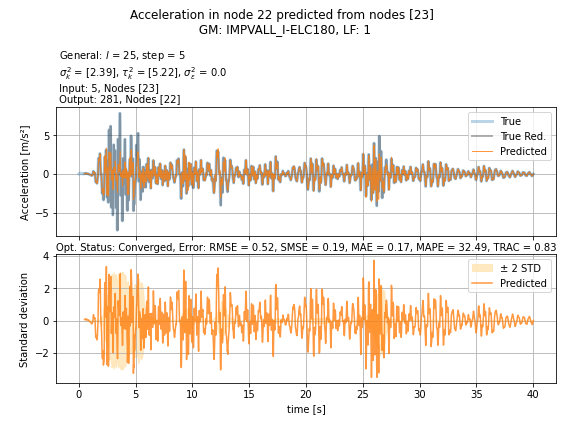 Acceleration in node 22 predicted from nodes [23]
GM: IMPVALL_I-ELC180, LF: 1
General: l = 25, step = 5
σ²ₖ = [2.39], τ²ₖ = [5.22], σ²ε = 0.0
Input: 5, Nodes [23]
Output: 281, Nodes [22]
True
True Red.
Predicted
Acceleration [m/s²]
5
0
−5
Opt. Status: Converged, Error: RMSE = 0.52, SMSE = 0.19, MAE = 0.17, MAPE = 32.49, TRAC = 0.83
± 2 STD
Predicted
Standard deviation
4
2
0
−2
0 5 10 15 20 25 30 35 40
time [s]